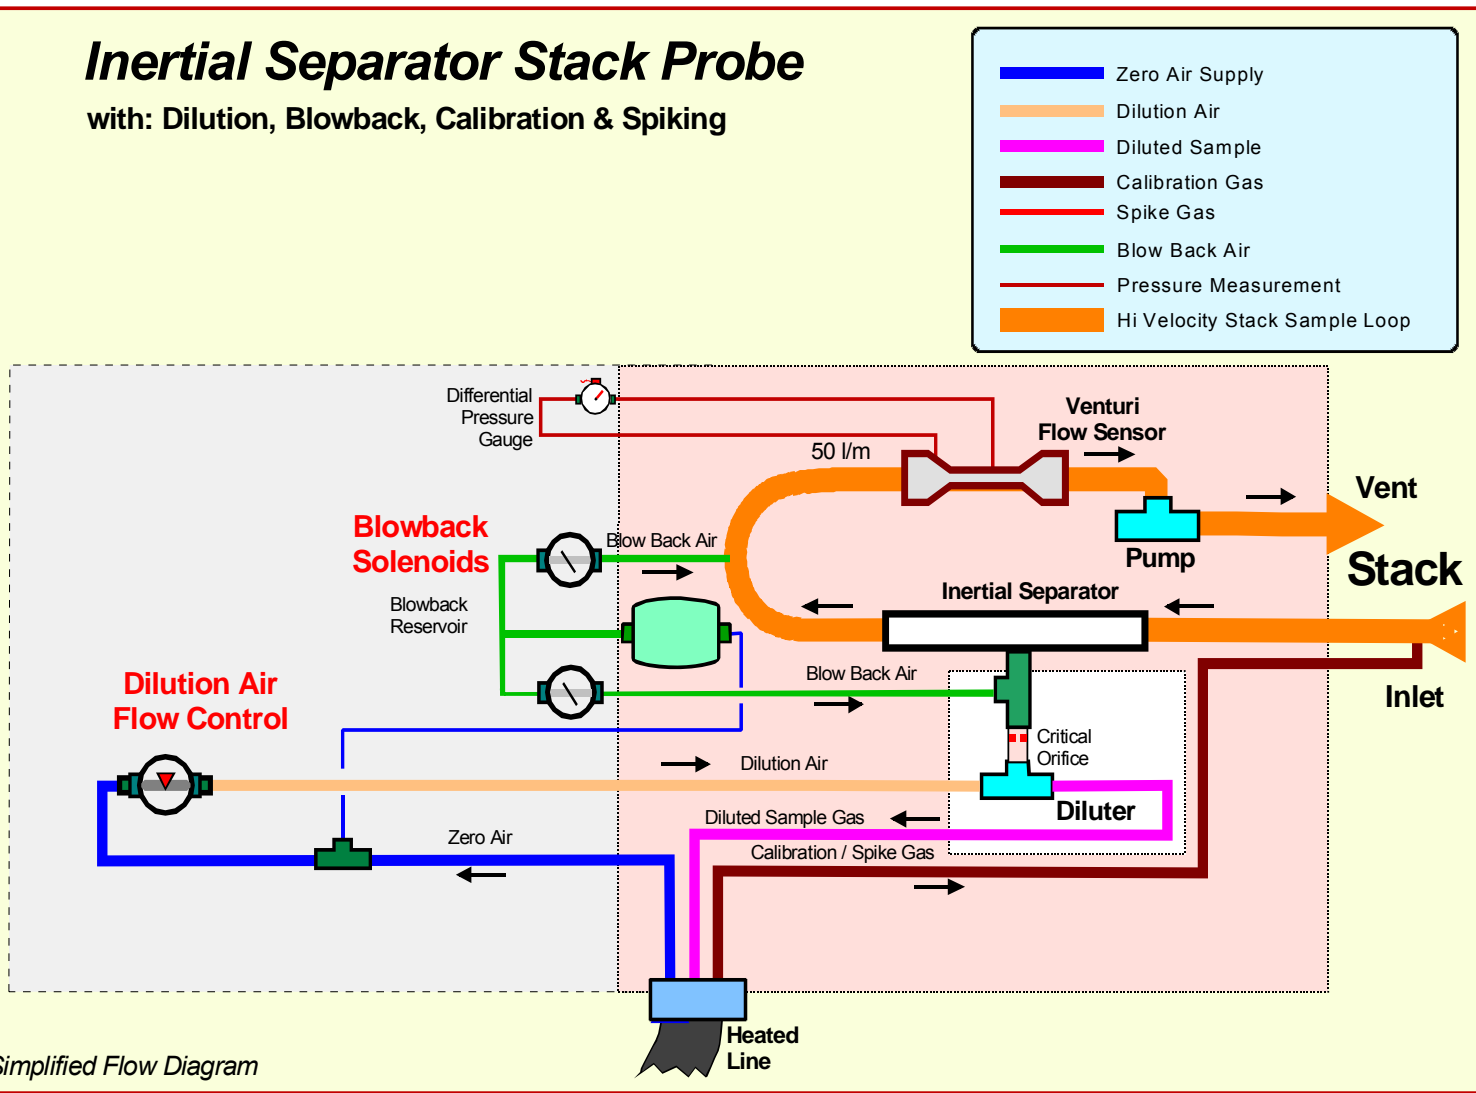 Inertial Separator Stack Probe
with: Dilution, Blowback, Calibration & Spiking
Zero Air Supply
Dilution Air
Diluted Sample
Calibration Gas
Spike Gas
Blow Back Air
Pressure Measurement
Hi Velocity Stack Sample Loop
Differential
Pressure
Gauge
Venturi
Flow Sensor
50 l/m
Vent
Blowback
Solenoids
Blow Back Air
Pump
Stack
Inertial Separator
Blowback
Reservoir
Blow Back Air
Inlet
Dilution Air
Flow Control
Critical
Orifice
Dilution Air
Diluter
Diluted Sample Gas
Zero Air
Calibration / Spike Gas
Heated
Line
Simplified Flow Diagram